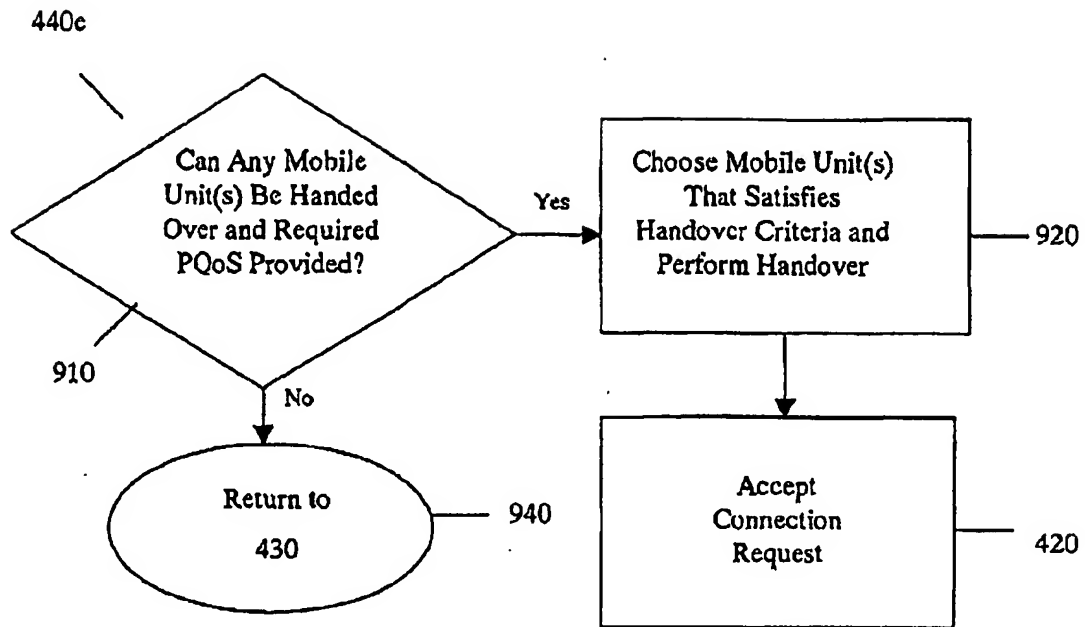 440e
Can Any Mobile
Unit(s) Be Handed
Over and Required
PQoS Provided?
Yes
Choose Mobile Unit(s)
That Satisfies
Handover Criteria and
Perform Handover
920
910
No
Return to
430
940
Accept
Connection
Request
420